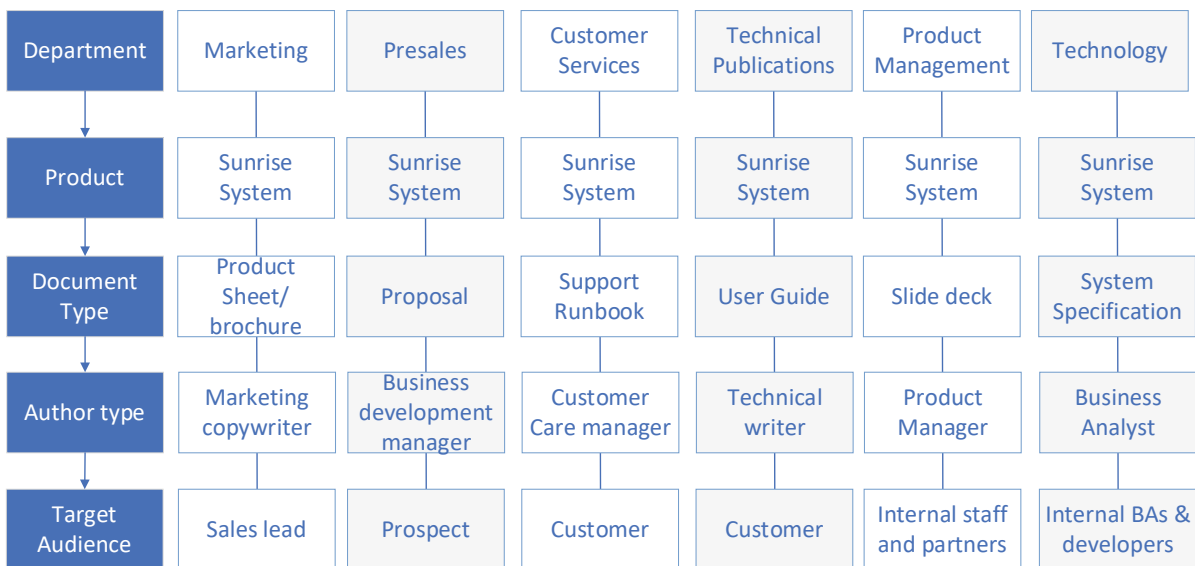 Department
Marketing
Presales
Customer
Services
Technical
Publications
Product
Management
Technology
Product
Sunrise
System
Sunrise
System
Sunrise
System
Sunrise
System
Sunrise
System
Sunrise
System
Document
Type
Product
Sheet/
brochure
Proposal
Support
Runbook
User Guide
Slide deck
System
Specification
Author type
Marketing
copywriter
Business
development
manager
Customer
Care manager
Technical
writer
Product
Manager
Business
Analyst
Target
Audience
Sales lead
Prospect
Customer
Customer
Internal staff
and partners
Internal BAs &
developers